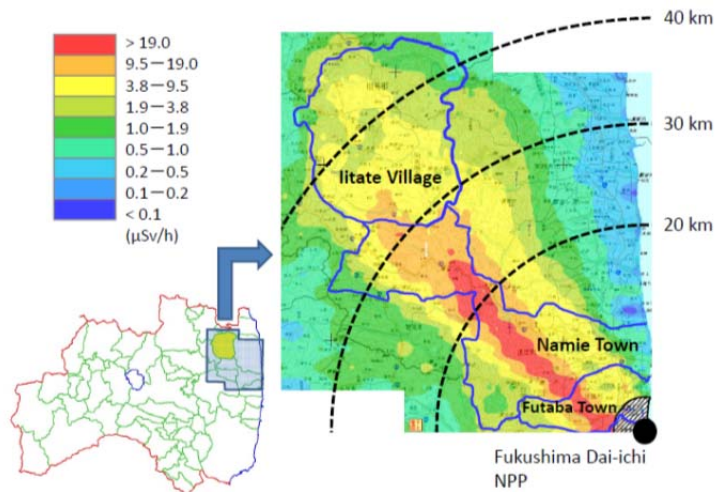 > 19.0
9.5－19.0
3.8－9.5
1.9－3.8
1.0－1.9
0.5－1.0
0.2－0.5
0.1－0.2
< 0.1
(μSv/h)
40 km
30 km
20 km
Iitate Village
Namie Town
Futaba Town
Fukushima Dai-ichi
NPP